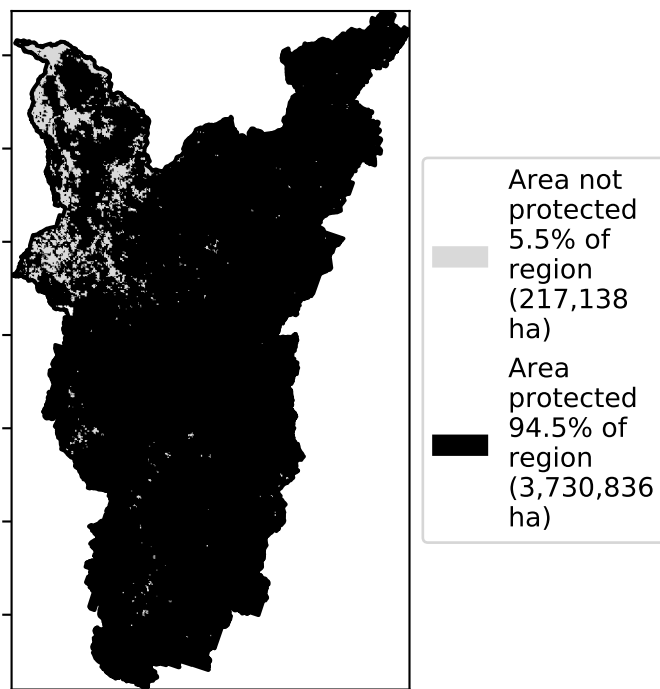 Area not
protected
5.5% of
region
(217,138
ha)
Area
protected
94.5% of
region
(3,730,836
ha)